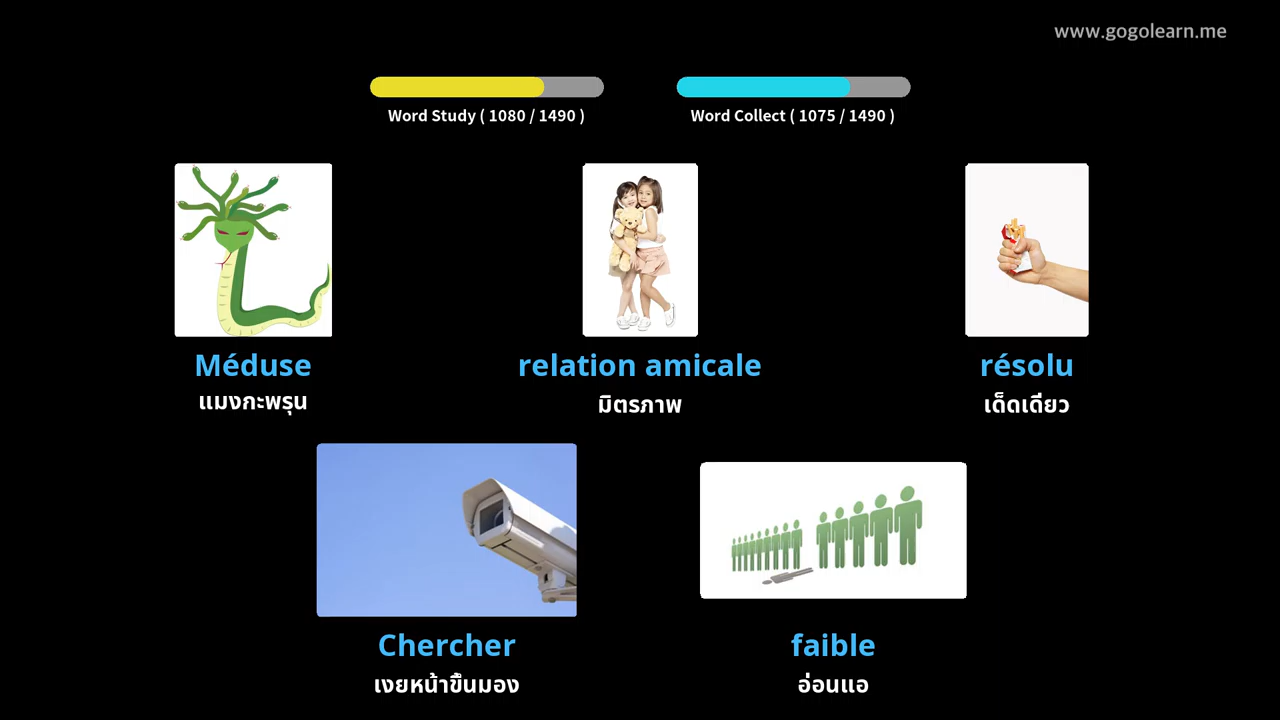 www.gogolearn.me
Word Study ( 1080 / 1490 )
Word Collect ( 1075 / 1490 )
Méduse
แมงกะพรุน
relation amicale
มิตรภาพ
résolu
เด็ดเดี่ยว
Chercher
เงยหน้าขึ้นมอง
faible
อ่อนแอ